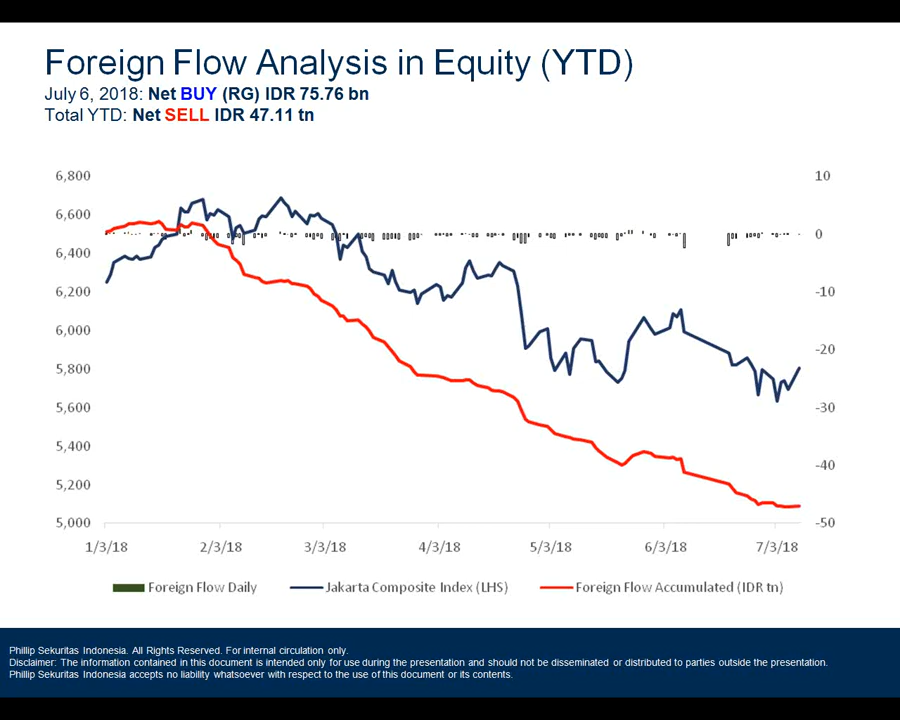 Foreign Flow Analysis in Equity (YTD)
July 6, 2018: Net BUY (RG) IDR 75.76 bn
Total YTD: Net SELL IDR 47.11 tn
6,800
6,600
6,400
6,200
6,000
5,800
5,600
5,400
5,200
5,000
10
0
-10
-20
-30
-40
-50
1/3/18 2/3/18 3/3/18 4/3/18 5/3/18 6/3/18 7/3/18
Foreign Flow Daily Jakarta Composite Index (LHS) Foreign Flow Accumulated (IDR tn)
Phillip Sekuritas Indonesia. All Rights Reserved. For internal circulation only.
Disclaimer: The information contained in this document is intended only for use during the presentation and should not be disseminated or distributed to parties outside the presentation.
Phillip Sekuritas Indonesia accepts no liability whatsoever with respect to the use of this document or its contents.